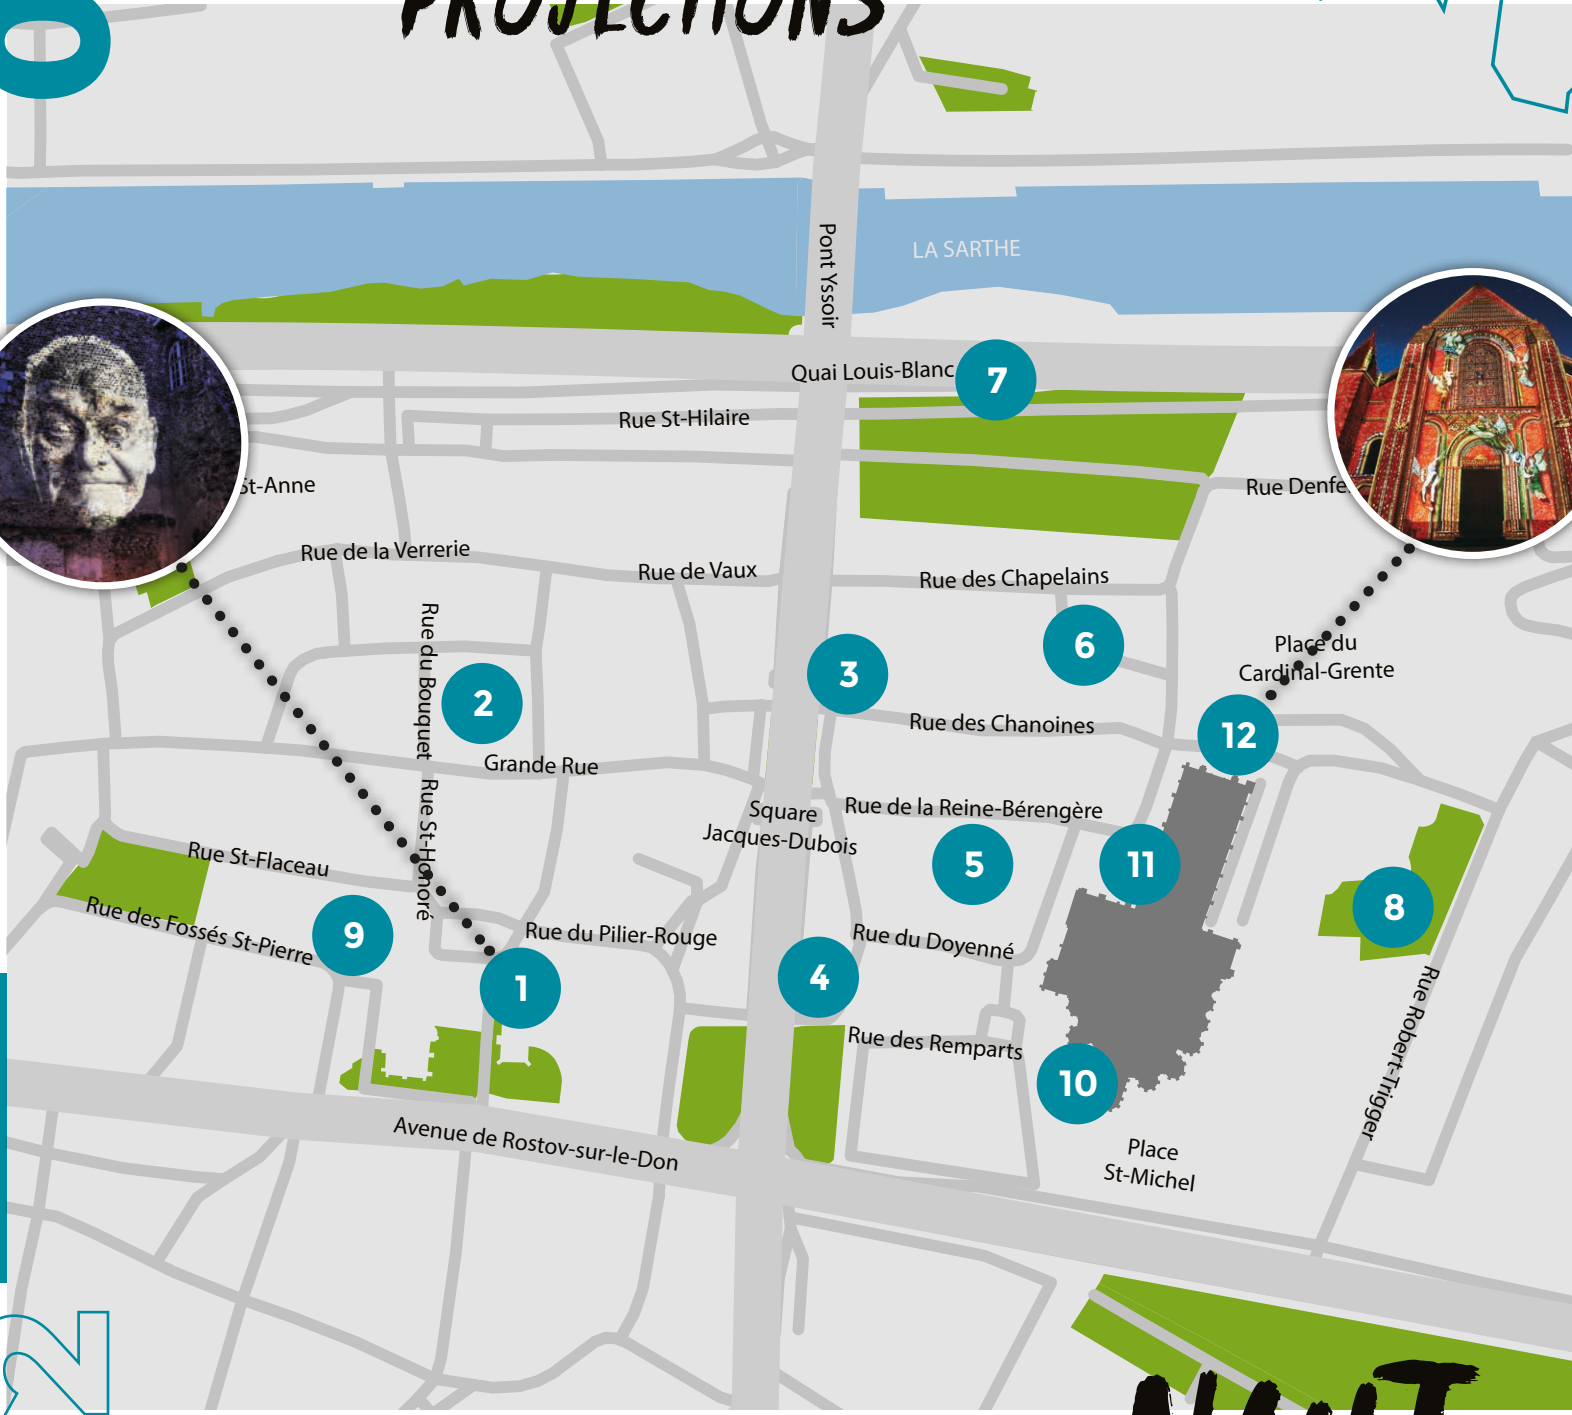 PROJECTIONS
0
LA SARTHE
Pont Yssoir
Quai Louis-Blanc
7
Rue St-Hilaire
St-Anne
Rue Denfe
Rue de la Verrerie
Rue de Vaux
Rue des Chapelains
Rue du Bouquet
2
3
6
Place du
Cardinal-Grente
12
Rue des Chanoines
Grande Rue
Rue St-Honoré
Square
Jacques-Dubois
Rue de la Reine-Bérengère
5
11
8
Rue St-Flaceau
Rue des Fossés St-Pierre
9
1
Rue du Pilier-Rouge
4
Rue du Doyenné
Rue des Remparts
10
Rue Robert-Trigger
Avenue de Rostov-sur-le-Don
Place
St-Michel
2
NUIT